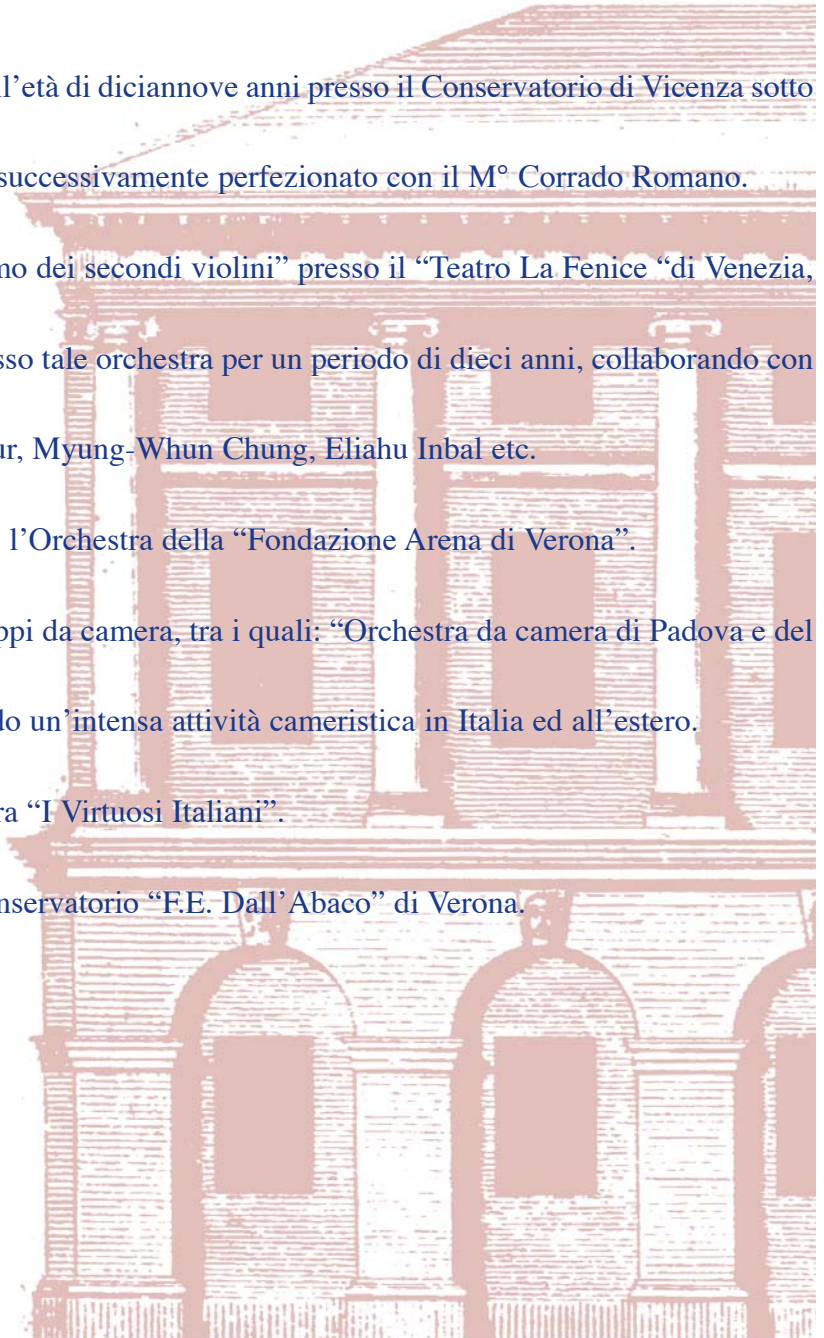 ll’età di diciannove anni presso il Conservatorio di Vicenza sotto
successivamente perfezionato con il M° Corrado Romano.
no dei secondi violini” presso il “Teatro La Fenice “di Venezia,
sso tale orchestra per un periodo di dieci anni, collaborando con
ur, Myung-Whun Chung, Eliahu Inbal etc.
l’Orchestra della “Fondazione Arena di Verona”.
ppi da camera, tra i quali: “Orchestra da camera di Padova e del
do un’intensa attività cameristica in Italia ed all’estero.
ra “I Virtuosi Italiani”.
nservatorio “F.E. Dall’Abaco” di Verona.